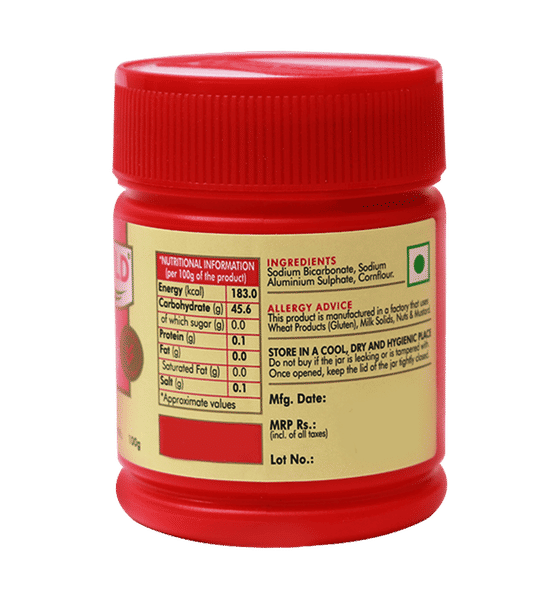 LD
100g
*NUTRITIONAL INFORMATION
(per 100g of the product)
Energy (kcal) 183.0
Carbohydrate (g) 45.6
of which sugar (g) 0.0
Protein (g) 0.1
Fat (g) 0.0
Saturated Fat (g) 0.0
Salt (g) 0.1
*Approximate values
INGREDIENTS
Sodium Bicarbonate, Sodium
Aluminium Sulphate, Cornflour.
ALLERGY ADVICE
This product is manufactured in a factory that uses
Wheat Products (Gluten), Milk Solids, Nuts & Mustard.
STORE IN A COOL, DRY AND HYGIENIC PLACE
Do not buy if the jar is leaking or is tampered with.
Once opened, keep the lid of the jar tightly closed.
Mfg. Date:
MRP Rs.:
(incl. of all taxes)
Lot No.: